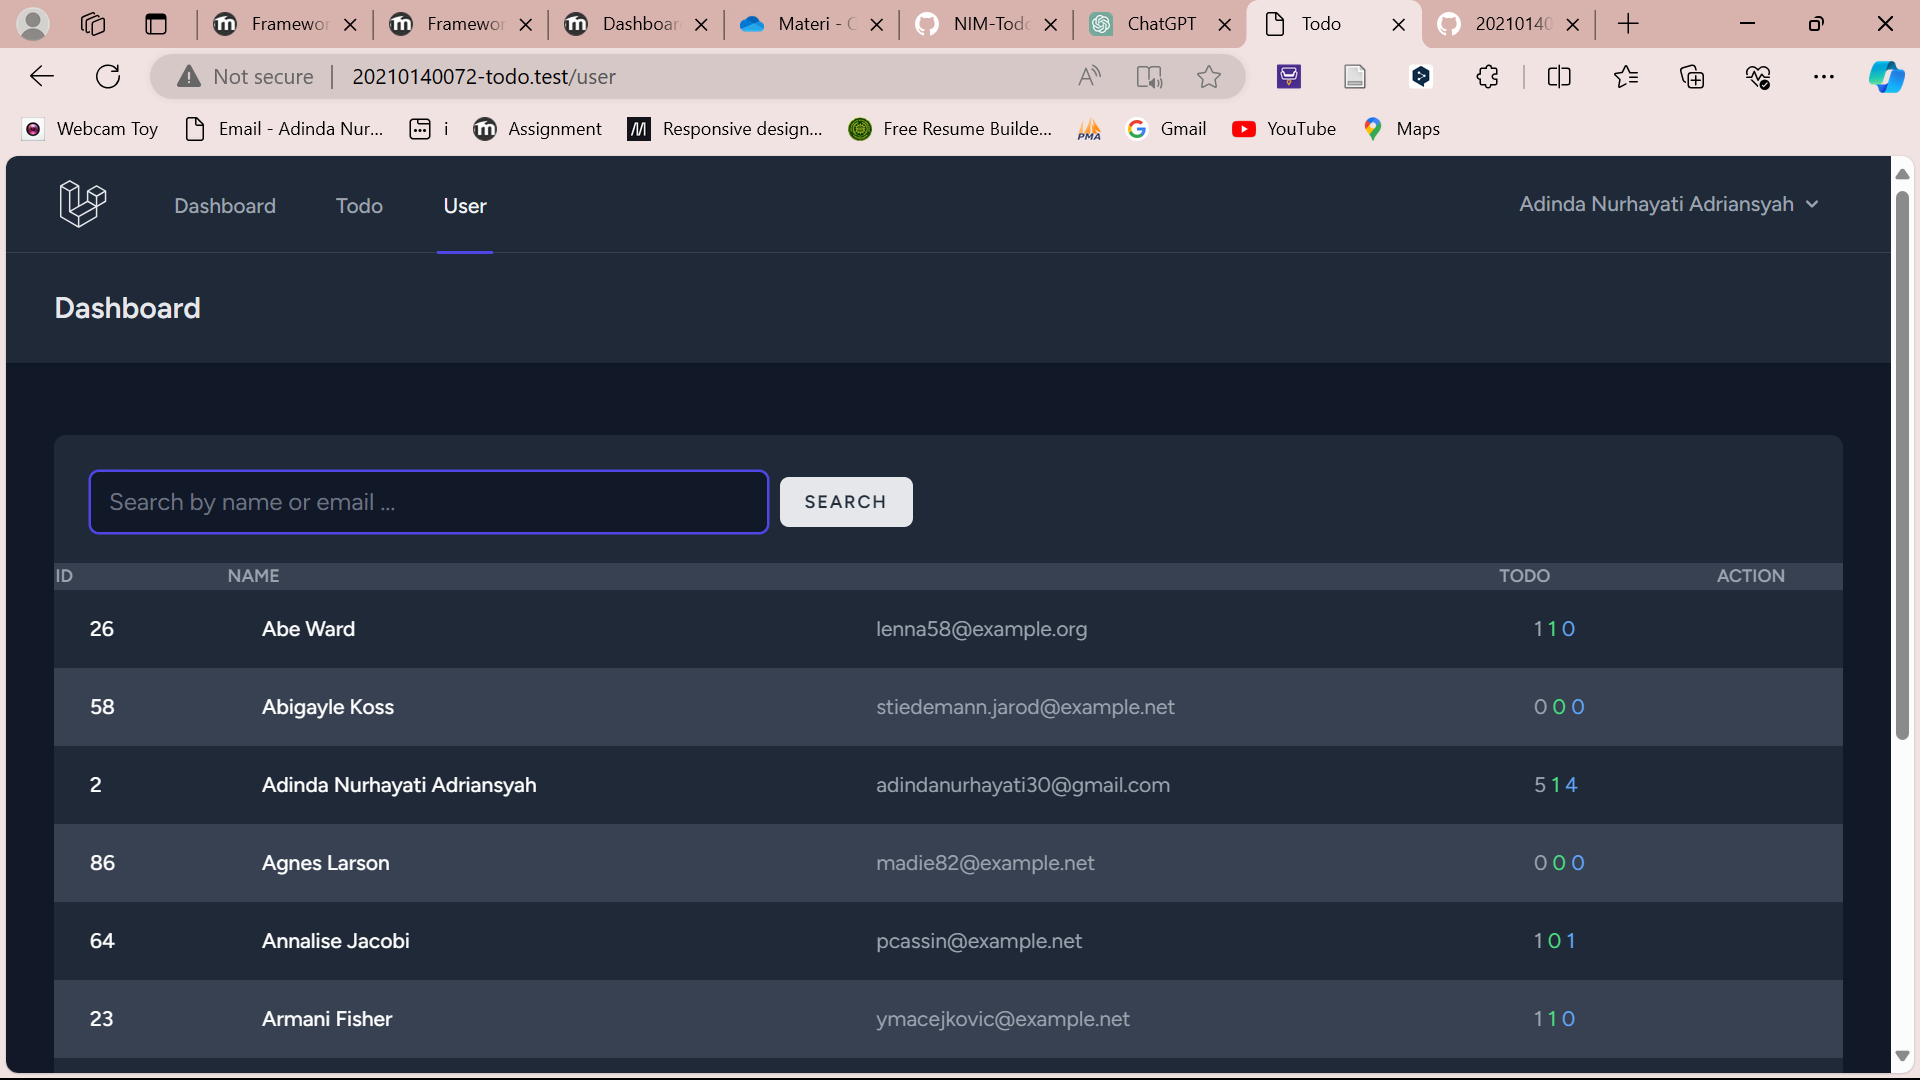 Framewor
Framewor
Dashboar
Materi - C
NIM-Todo
ChatGPT
Todo
20210140
Not secure
20210140072-todo.test/user
Webcam Toy
Email - Adinda Nur...
i
Assignment
Responsive design...
Free Resume Builde...
PMA
Gmail
YouTube
Maps
Dashboard
Todo
User
Adinda Nurhayati Adriansyah
Dashboard
Search by name or email ...
SEARCH
ID NAME TODO ACTION
26 Abe Ward lenna58@example.org 1 1 0
58 Abigayle Koss stiedemann.jarod@example.net 0 0 0
2 Adinda Nurhayati Adriansyah adindanurhayati30@gmail.com 5 1 4
86 Agnes Larson madie82@example.net 0 0 0
64 Annalise Jacobi pcassin@example.net 1 0 1
23 Armani Fisher ymacejkovic@example.net 1 1 0